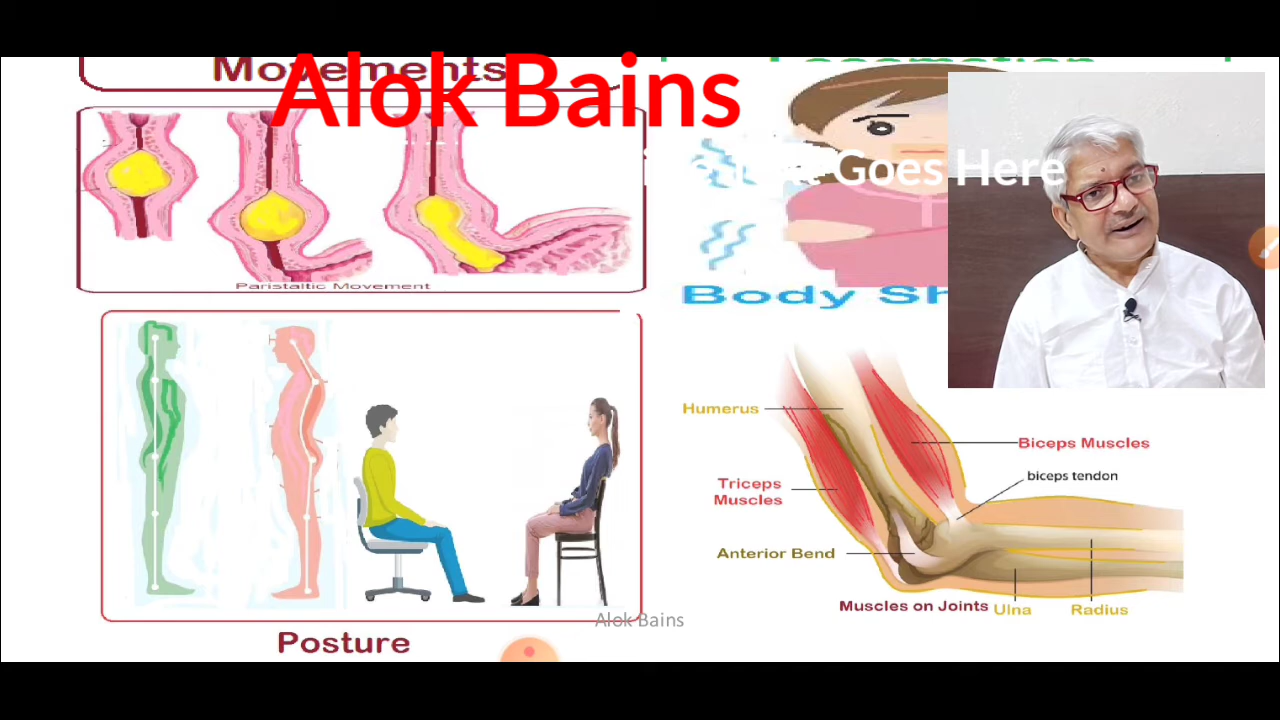 Movements
Alok Bains
Goes Here
Paristaltic Movement
Body Sh
Humerus
Biceps Muscles
biceps tendon
Triceps
Muscles
Anterior Bend
Muscles on Joints
Ulna
Radius
Alok Bains
Posture